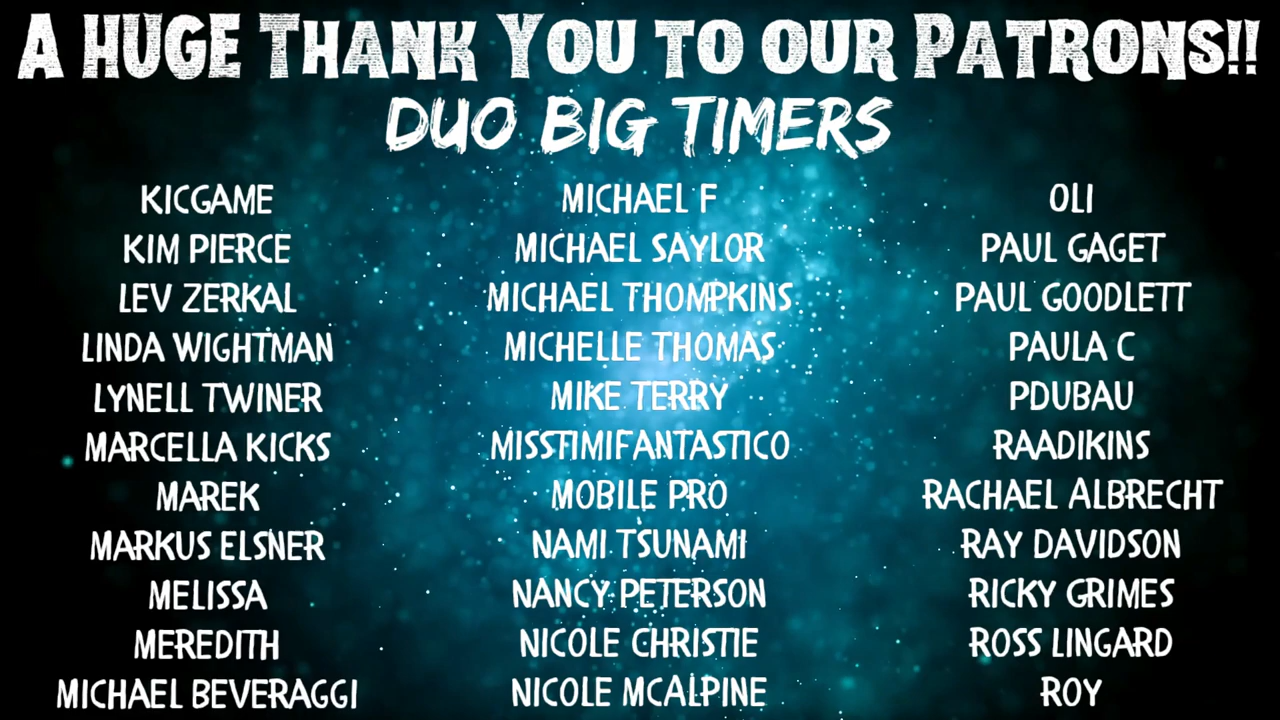 A HUGE THANK YOU TO OUR PATRONS!!
DUO BIG TIMERS
KICGAME
KIM PIERCE
LEV ZERKAL
LINDA WIGHTMAN
LYNELL TWINER
MARCELLA KICKS
MAREK
MARKUS ELSNER
MELISSA
MEREDITH
MICHAEL BEVERAGGI
MICHAEL F
MICHAEL SAYLOR
MICHAEL THOMPKINS
MICHELLE THOMAS
MIKE TERRY
MISSFIMIFANTASTICO
MOBILE PRO
NAMI TSUNAMI
NANCY PETERSON
NICOLE CHRISTIE
NICOLE MCALPINE
OLI
PAUL GAGET
PAUL GOODLETT
PAULA C
PDUBAU
RAADIKINS
RACHAEL ALBRECHT
RAY DAVIDSON
RICKY GRIMES
ROSS LINGARD
ROY